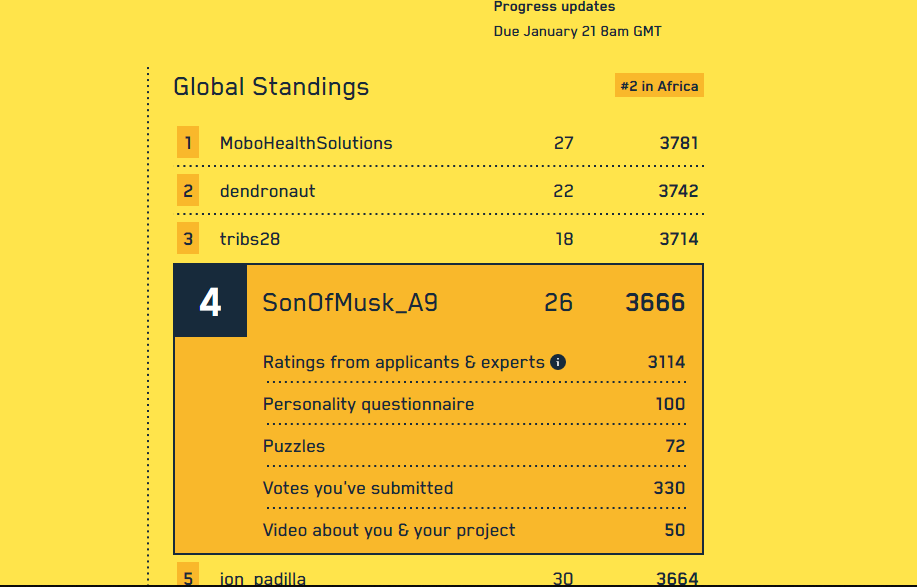 Progress updates
Due January 21 8am GMT
Global Standings #2 in Africa
1 MoboHealthSolutions 27 3781
2 dendronaut 22 3742
3 tribs28 18 3714
4 SonOfMusk_A9 26 3666
Ratings from applicants & experts i 3114
Personality questionnaire 100
Puzzles 72
Votes you've submitted 330
Video about you & your project 50
5 jon_padilla 30 3664